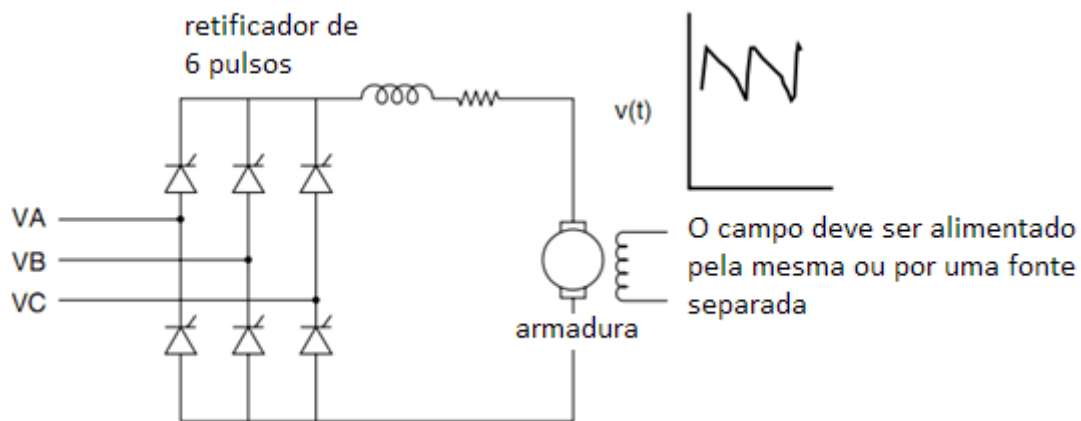 retificador de
6 pulsos
v(t)
VA
VB
VC
O campo deve ser alimentado
pela mesma ou por uma fonte
separada
armadura